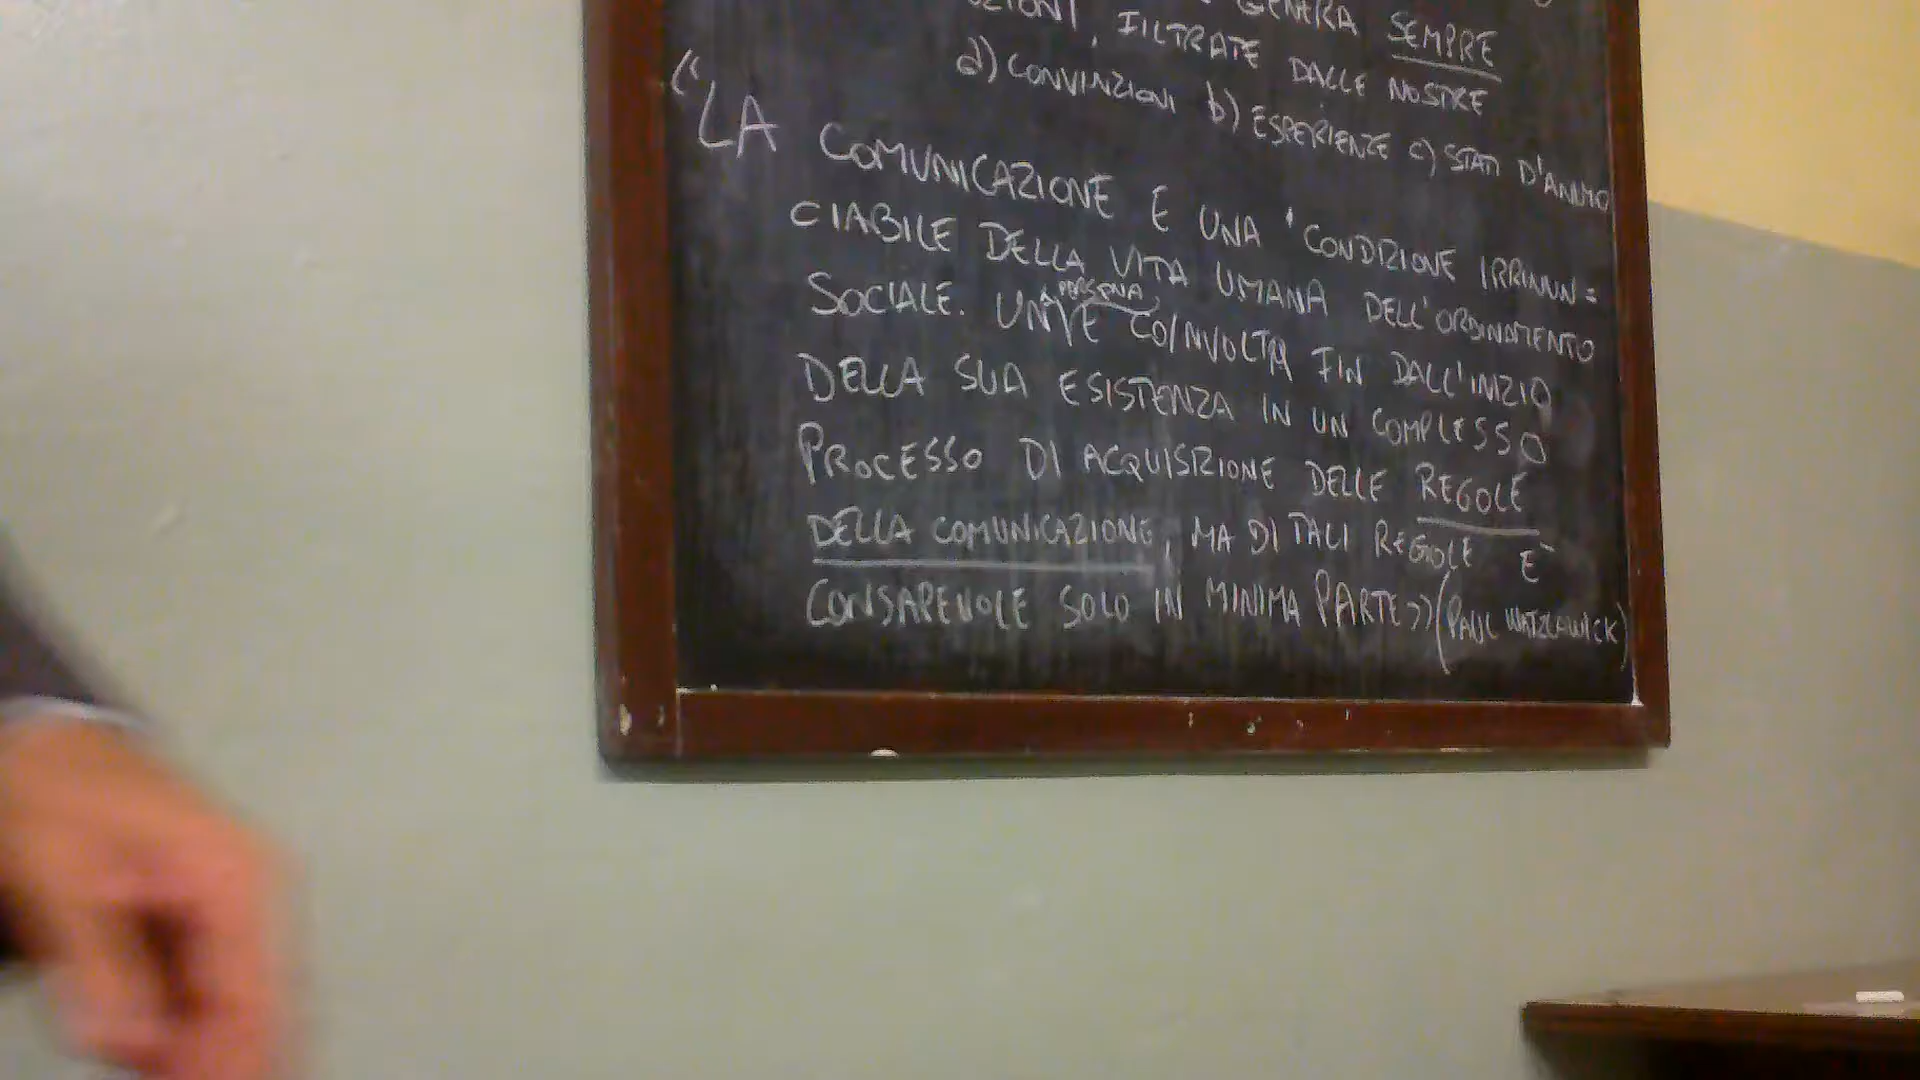 GENERA SEMPRE
ZIONI, FILTRATE DALLE NOSTRE
a) CONVINZIONI b) ESPERIENZE c) STATI D'ANIMO
“LA COMUNICAZIONE E UNA CONDIZIONE IRRINUN=
CIABILE DELLA VITA UMANA DELL'ORDINAMENTO
SOCIALE. UNA PERSONA E COINVOLTA FIN DALL'INIZIO
DELLA SUA ESISTENZA IN UN COMPLESSO
PROCESSO DI ACQUISIZIONE DELLE REGOLE
DELLA COMUNICAZIONE, MA DI TALI REGOLE E`
CONSAPEVOLE SOLO IN MINIMA PARTE>> (PAUL WATZLAWICK)